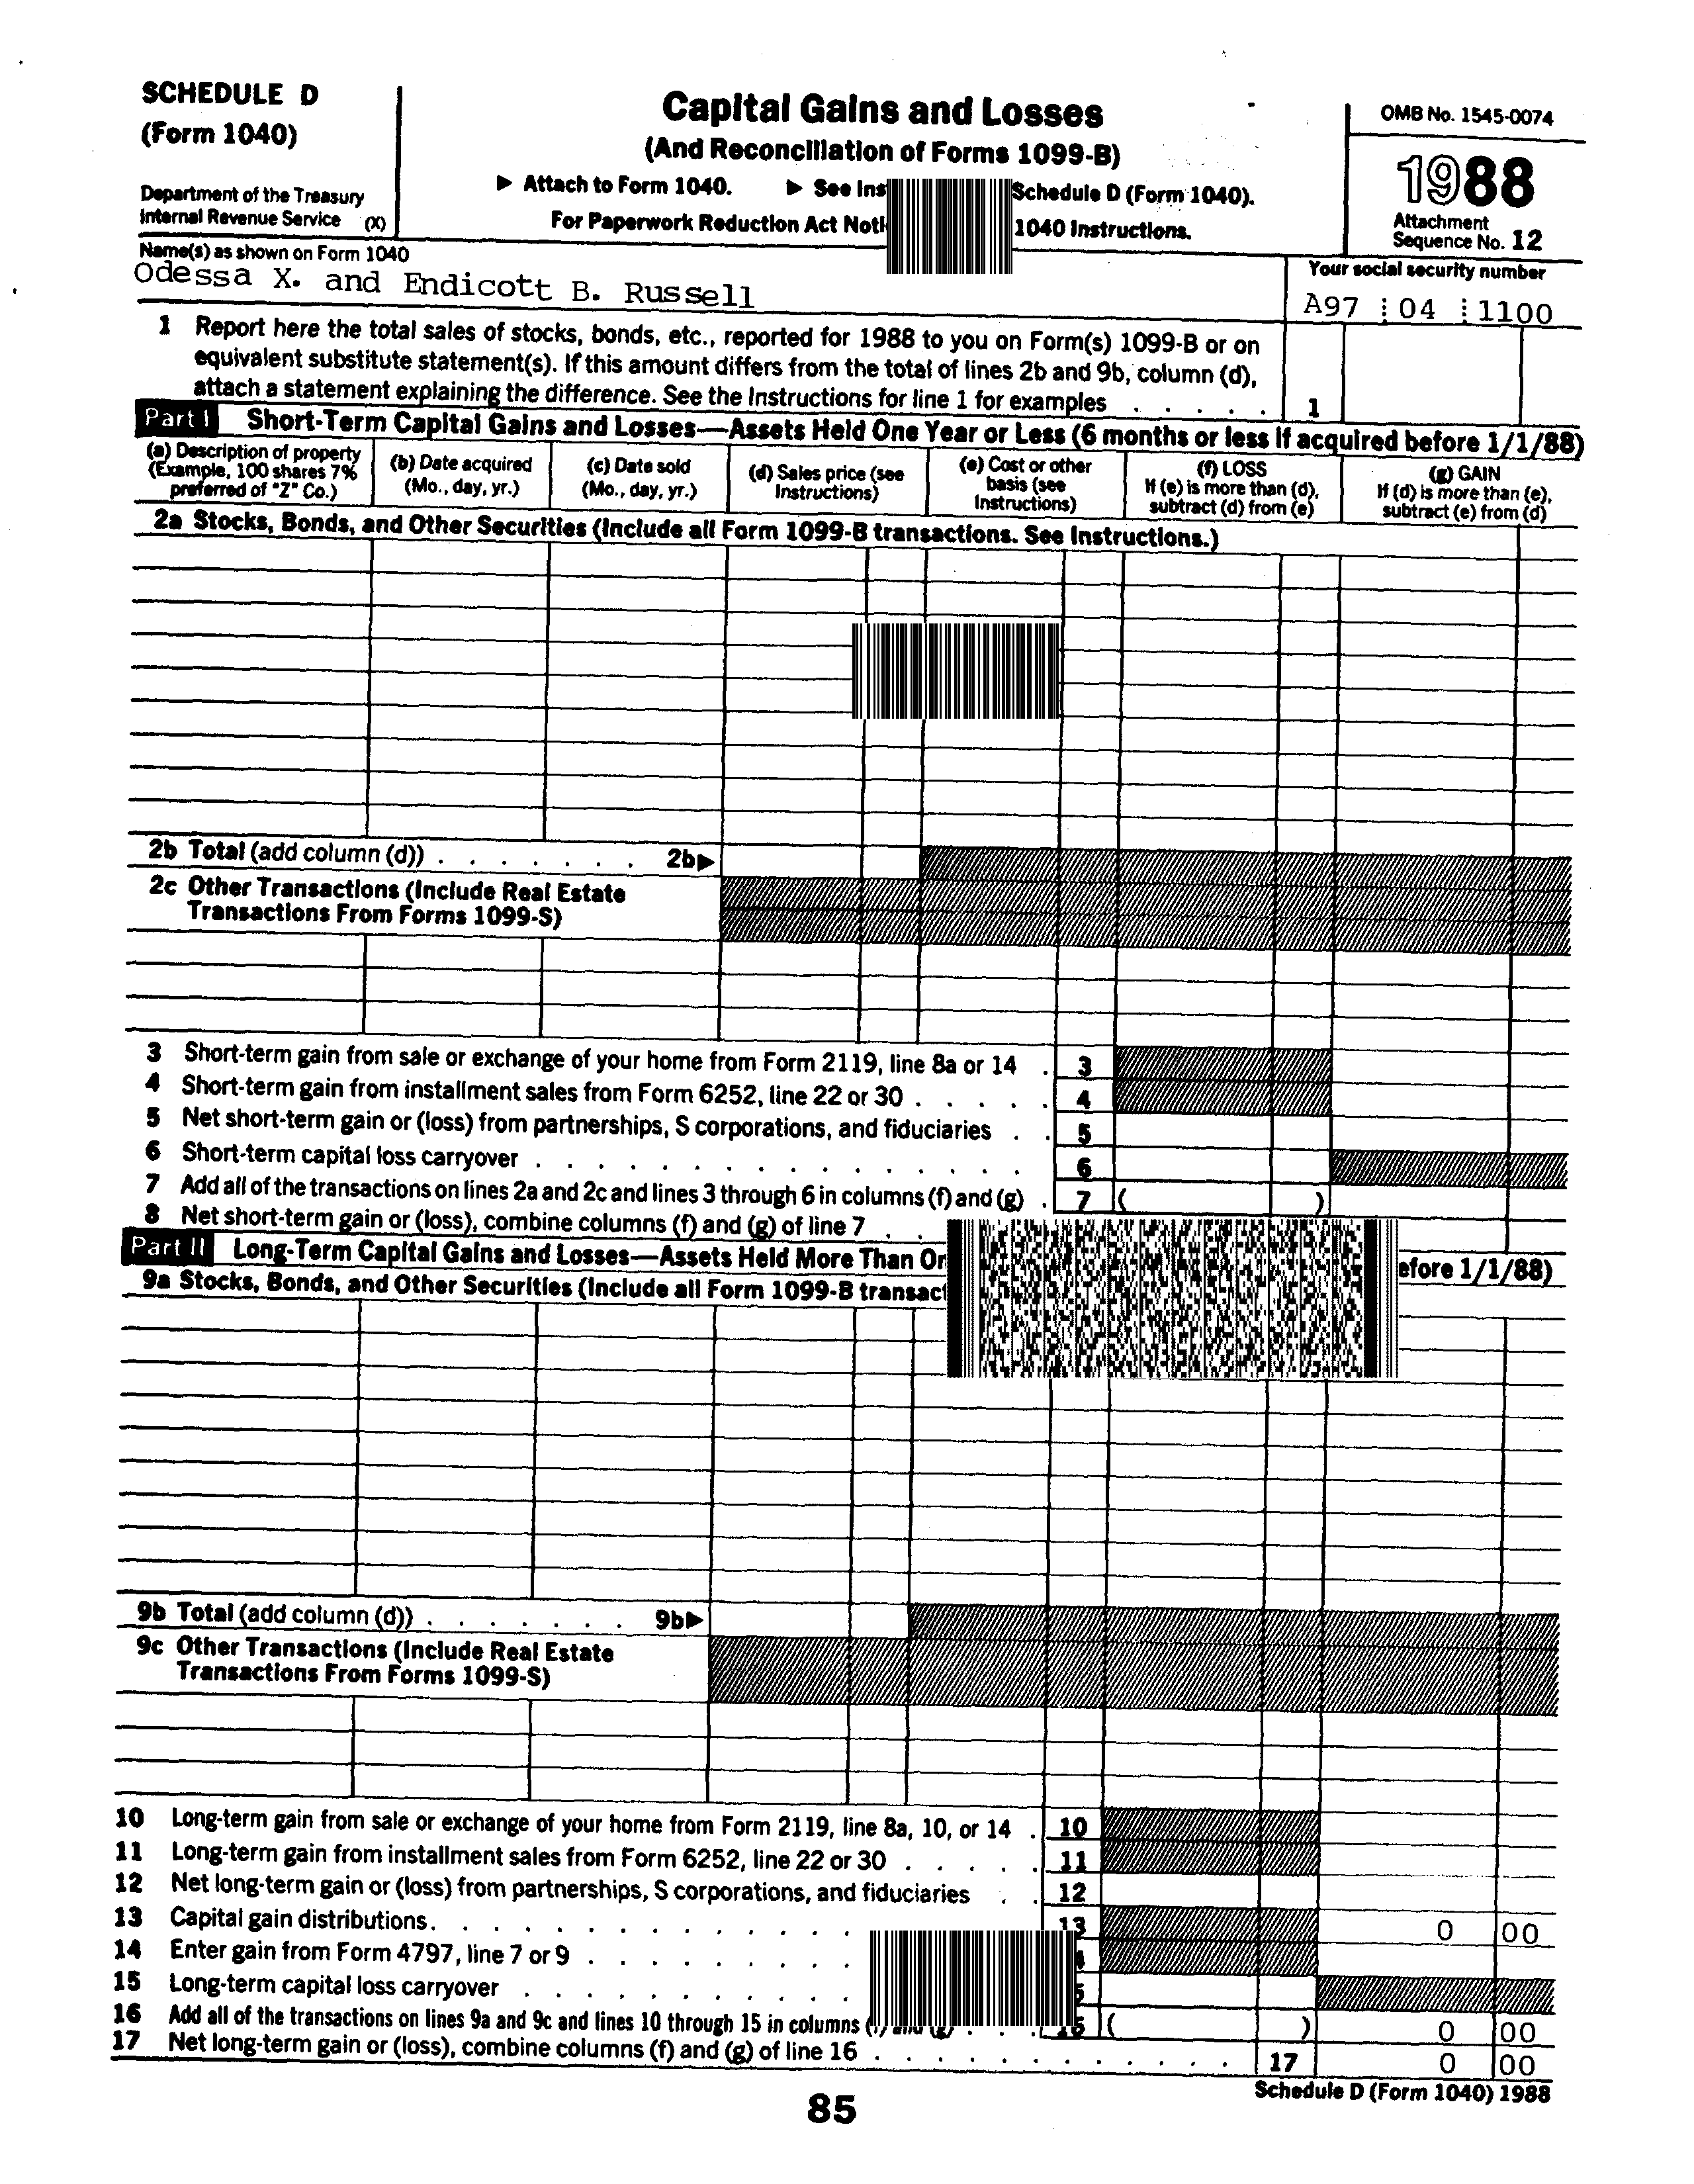 SCHEDULE D
(Form 1040)
Department of the Treasury
Internal Revenue Service (X)
Capital Gains and Losses
(And Reconciliation of Forms 1099-B)
▶ Attach to Form 1040. ▶ See Schedule D (Form 1040).
For Paperwork Reduction Act 1040 Instructions.
OMB No. 1545-0074
1988
Attachment
Sequence No. 12
Name(s) as shown on Form 1040
Odessa X. and Endicott B. Russell
Your social security number
A97 04 1100
1 Report here the total sales of stocks, bonds, etc., reported for 1988 to you on Form(s) 1099-B or on
equivalent substitute statement(s). If this amount differs from the total of lines 2b and 9b, column (d),
attach a statement explaining the difference. See the Instructions for line 1 for examples . . . . . 1
Part I Short-Term Capital Gains and Losses—Assets Held One Year or Less (6 months or less if acquired before 1/1/88)
(a) Description of property
(Example, 100 shares 7%
preferred of "Z" Co.)
(b) Date acquired
(Mo., day, yr.)
(c) Date sold
(Mo., day, yr.)
(d) Sales price (see
Instructions)
(e) Cost or other
basis (see
Instructions)
(f) LOSS
If (e) is more than (d),
subtract (d) from (e)
(g) GAIN
If (d) is more than (e),
subtract (e) from (d)
2a Stocks, Bonds, and Other Securities (Include all Form 1099-B transactions. See Instructions.)
2b Total (add column (d)) . . . . . . . 2b▶
2c Other Transactions (Include Real Estate
Transactions From Forms 1099-S)
3 Short-term gain from sale or exchange of your home from Form 2119, line 8a or 14 . 3
4 Short-term gain from installment sales from Form 6252, line 22 or 30 . . . . . 4
5 Net short-term gain or (loss) from partnerships, S corporations, and fiduciaries . . 5
6 Short-term capital loss carryover . . . . . . . . . . . . . . . . 6
7 Add all of the transactions on lines 2a and 2c and lines 3 through 6 in columns (f) and (g) . 7 ( )
8 Net short-term gain or (loss), combine columns (f) and (g) of line 7 . .
Part II Long-Term Capital Gains and Losses—Assets Held More Than 1/1/88)
9a Stocks, Bonds, and Other Securities (Include all Form 1099-B
9b Total (add column (d)) . . . . . . . 9b▶
9c Other Transactions (Include Real Estate
Transactions From Forms 1099-S)
10 Long-term gain from sale or exchange of your home from Form 2119, line 8a, 10, or 14 . 10
11 Long-term gain from installment sales from Form 6252, line 22 or 30 . . . . . 11
12 Net long-term gain or (loss) from partnerships, S corporations, and fiduciaries . . 12
13 Capital gain distributions . . . . . . . . . . . . . 13 0 00
14 Enter gain from Form 4797, line 7 or 9 . . . . . . . . .
15 Long-term capital loss carryover . . . . . . . . . . .
16 Add all of the transactions on lines 9a and 9c and lines 10 through 15 in columns . . . ( ) 0 00
17 Net long-term gain or (loss), combine columns (f) and (g) of line 16 . . . . . . . . . . . . 17 0 00
Schedule D (Form 1040) 1988
85